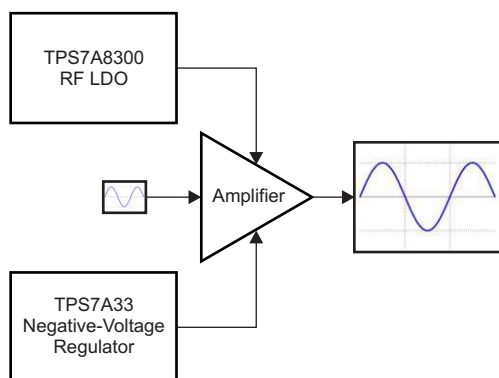 TPS7A8300
RF LDO
Amplifier
TPS7A33
Negative-Voltage
Regulator